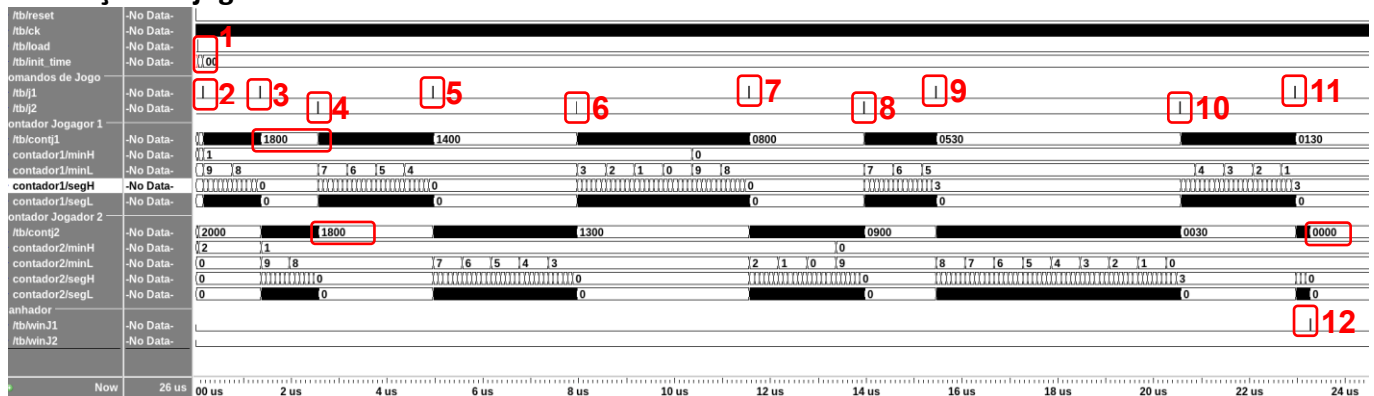 /tb/reset -No Data-
/tb/ck -No Data- 1
/tb/load -No Data-
/tb/init_time -No Data- 00
omandos de Jogo
/tb/j1 -No Data- 2 3 5 7 9 11
/tb/j2 -No Data- 4 6 8 10
ontador Jogagor 1
/tb/contj1 -No Data- 1800 1400 0800 0530 0130
contador1/minH -No Data- 1 0
contador1/minL -No Data- 9 8 7 6 5 4 3 2 1 0 9 8 7 6 5 4 3 2 1
contador1/segH -No Data- 0 0 0 3 3
contador1/segL -No Data- 0 0 0 0 0
ontador Jogador 2
/tb/contj2 -No Data- 2000 1800 1300 0900 0030 0000
contador2/minH -No Data- 2 1 0
contador2/minL -No Data- 0 9 8 7 6 5 4 3 2 1 0 9 8 7 6 5 4 3 2 1 0
contador2/segH -No Data- 0 0 0 0 3 0
contador2/segL -No Data- 0 0 0 0 0 0
anhador
/tb/winJ1 -No Data- 12
/tb/winJ2 -No Data-
Now 26 us 00 us 2 us 4 us 6 us 8 us 10 us 12 us 14 us 16 us 18 us 20 us 22 us 24 us